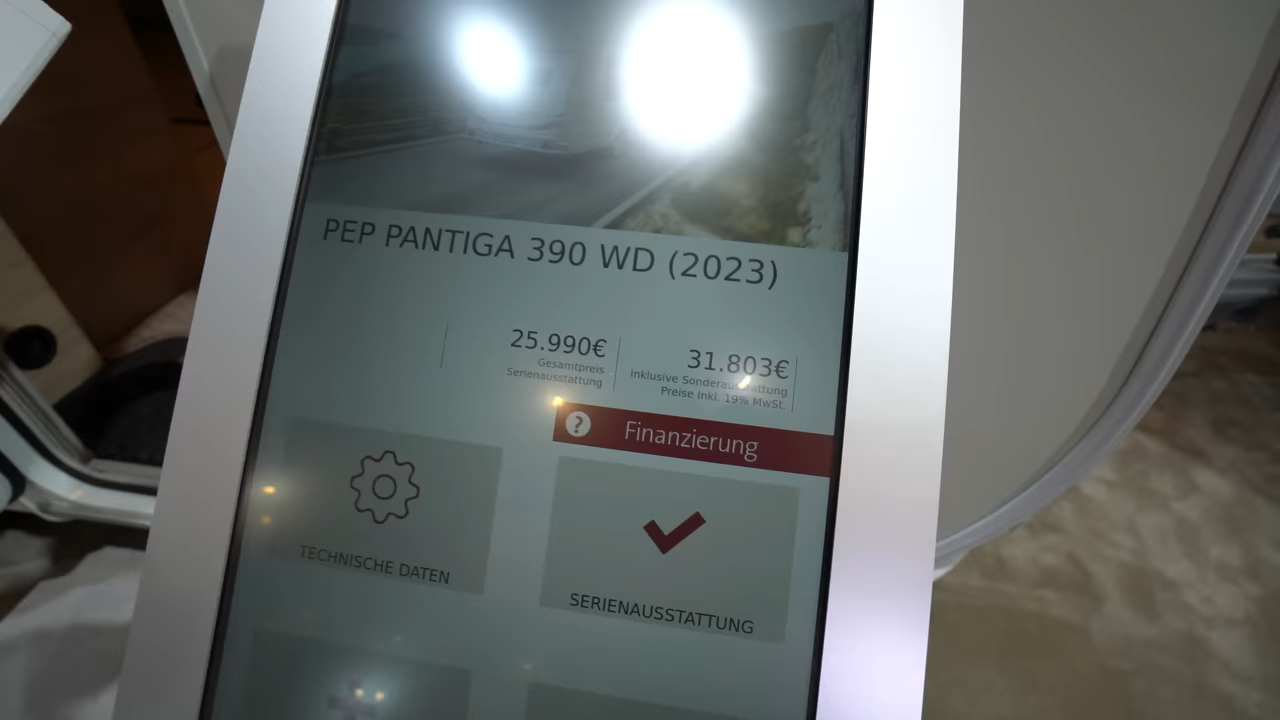 PEP PANTIGA 390 WD (2023)
25.990€
Gesamtpreis
Serienausstattung
31.803€
Inklusive Sonderausstattung
Preise inkl. 19% MwSt.
? Finanzierung
TECHNISCHE DATEN
SERIENAUSSTATTUNG